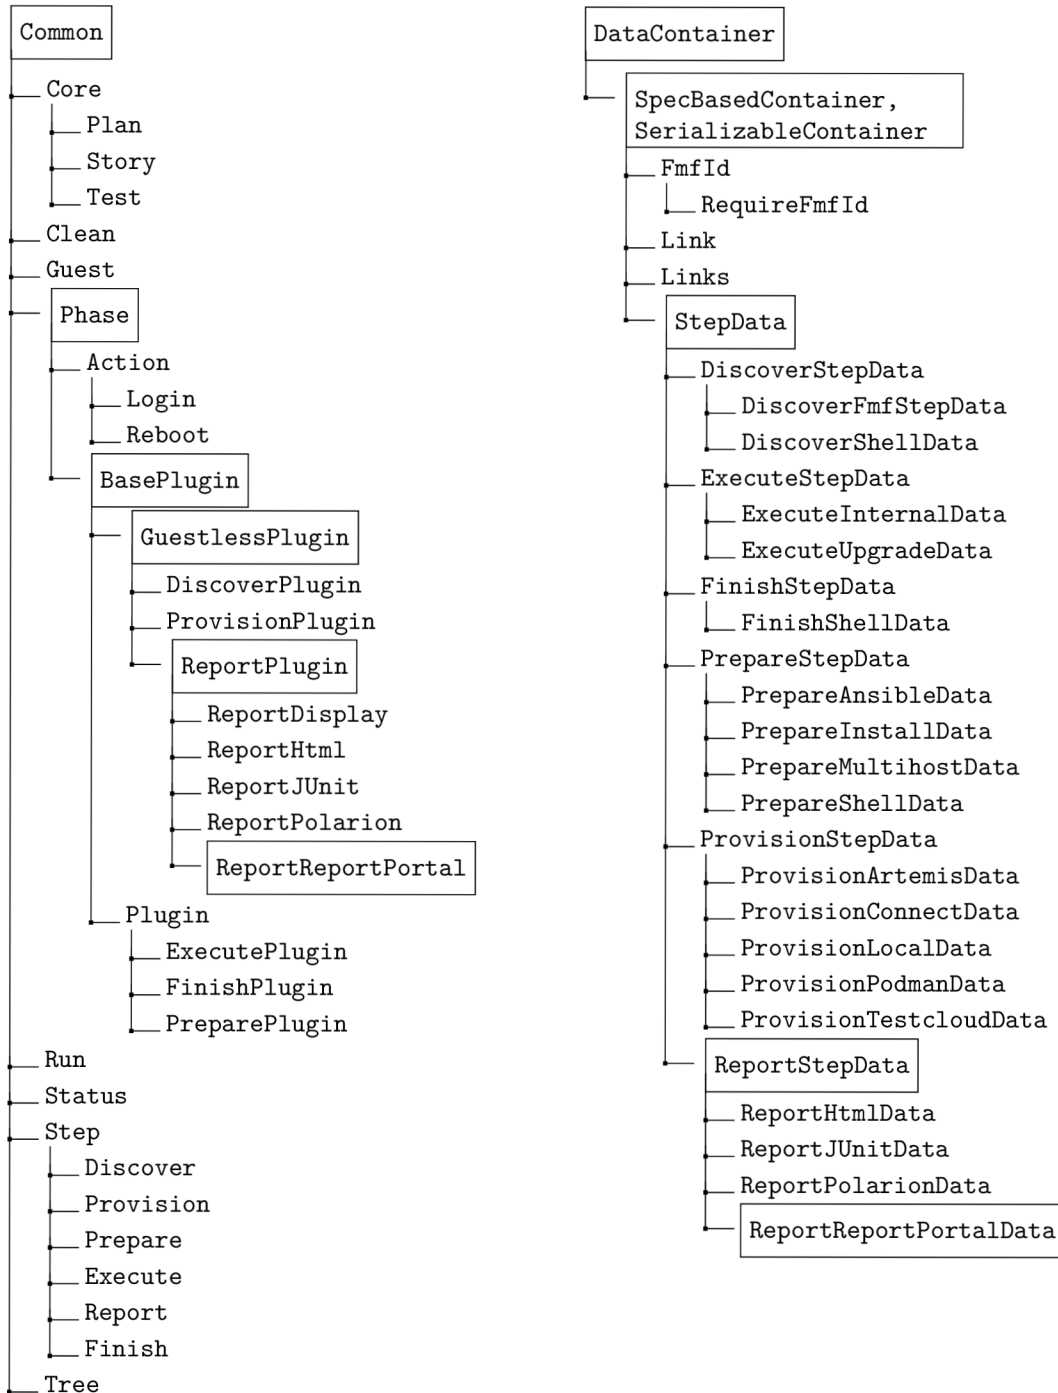 Common
Core
Plan
Story
Test
Clean
Guest
Phase
Action
Login
Reboot
BasePlugin
GuestlessPlugin
DiscoverPlugin
ProvisionPlugin
ReportPlugin
ReportDisplay
ReportHtml
ReportJUnit
ReportPolarion
ReportReportPortal
Plugin
ExecutePlugin
FinishPlugin
PreparePlugin
Run
Status
Step
Discover
Provision
Prepare
Execute
Report
Finish
Tree
DataContainer
SpecBasedContainer,
SerializableContainer
FmfId
RequireFmfId
Link
Links
StepData
DiscoverStepData
DiscoverFmfStepData
DiscoverShellData
ExecuteStepData
ExecuteInternalData
ExecuteUpgradeData
FinishStepData
FinishShellData
PrepareStepData
PrepareAnsibleData
PrepareInstallData
PrepareMultihostData
PrepareShellData
ProvisionStepData
ProvisionArtemisData
ProvisionConnectData
ProvisionLocalData
ProvisionPodmanData
ProvisionTestcloudData
ReportStepData
ReportHtmlData
ReportJUnitData
ReportPolarionData
ReportReportPortalData